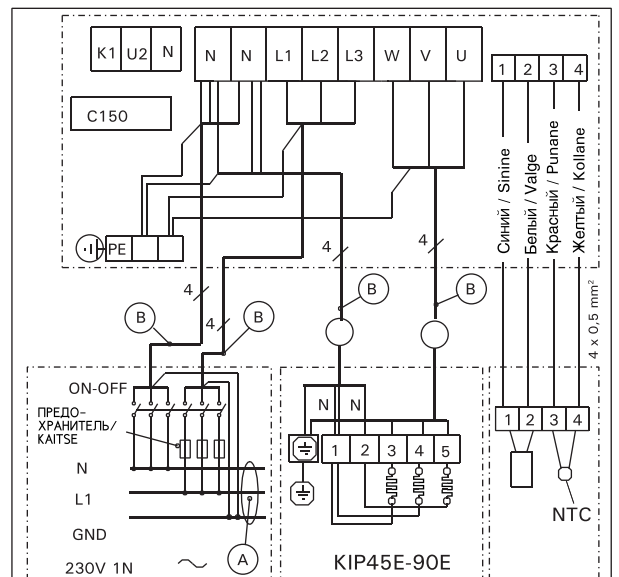 K1 U2 N
N N L1 L2 L3 W V U
1 2 3 4
C150
Синий / Sinine
Белый / Valge
Красный / Punane
Желтый / Kollane
PE
4
4
4
4
B
B
B
B
4 x 0,5 mm²
ON-OFF
ПРЕДО-
ХРАНИТЕЛЬ/
KAITSE
N
L1
GND
230V 1N
A
N N
1 2 3 4 5
KIP45E-90E
1 2 3 4
NTC